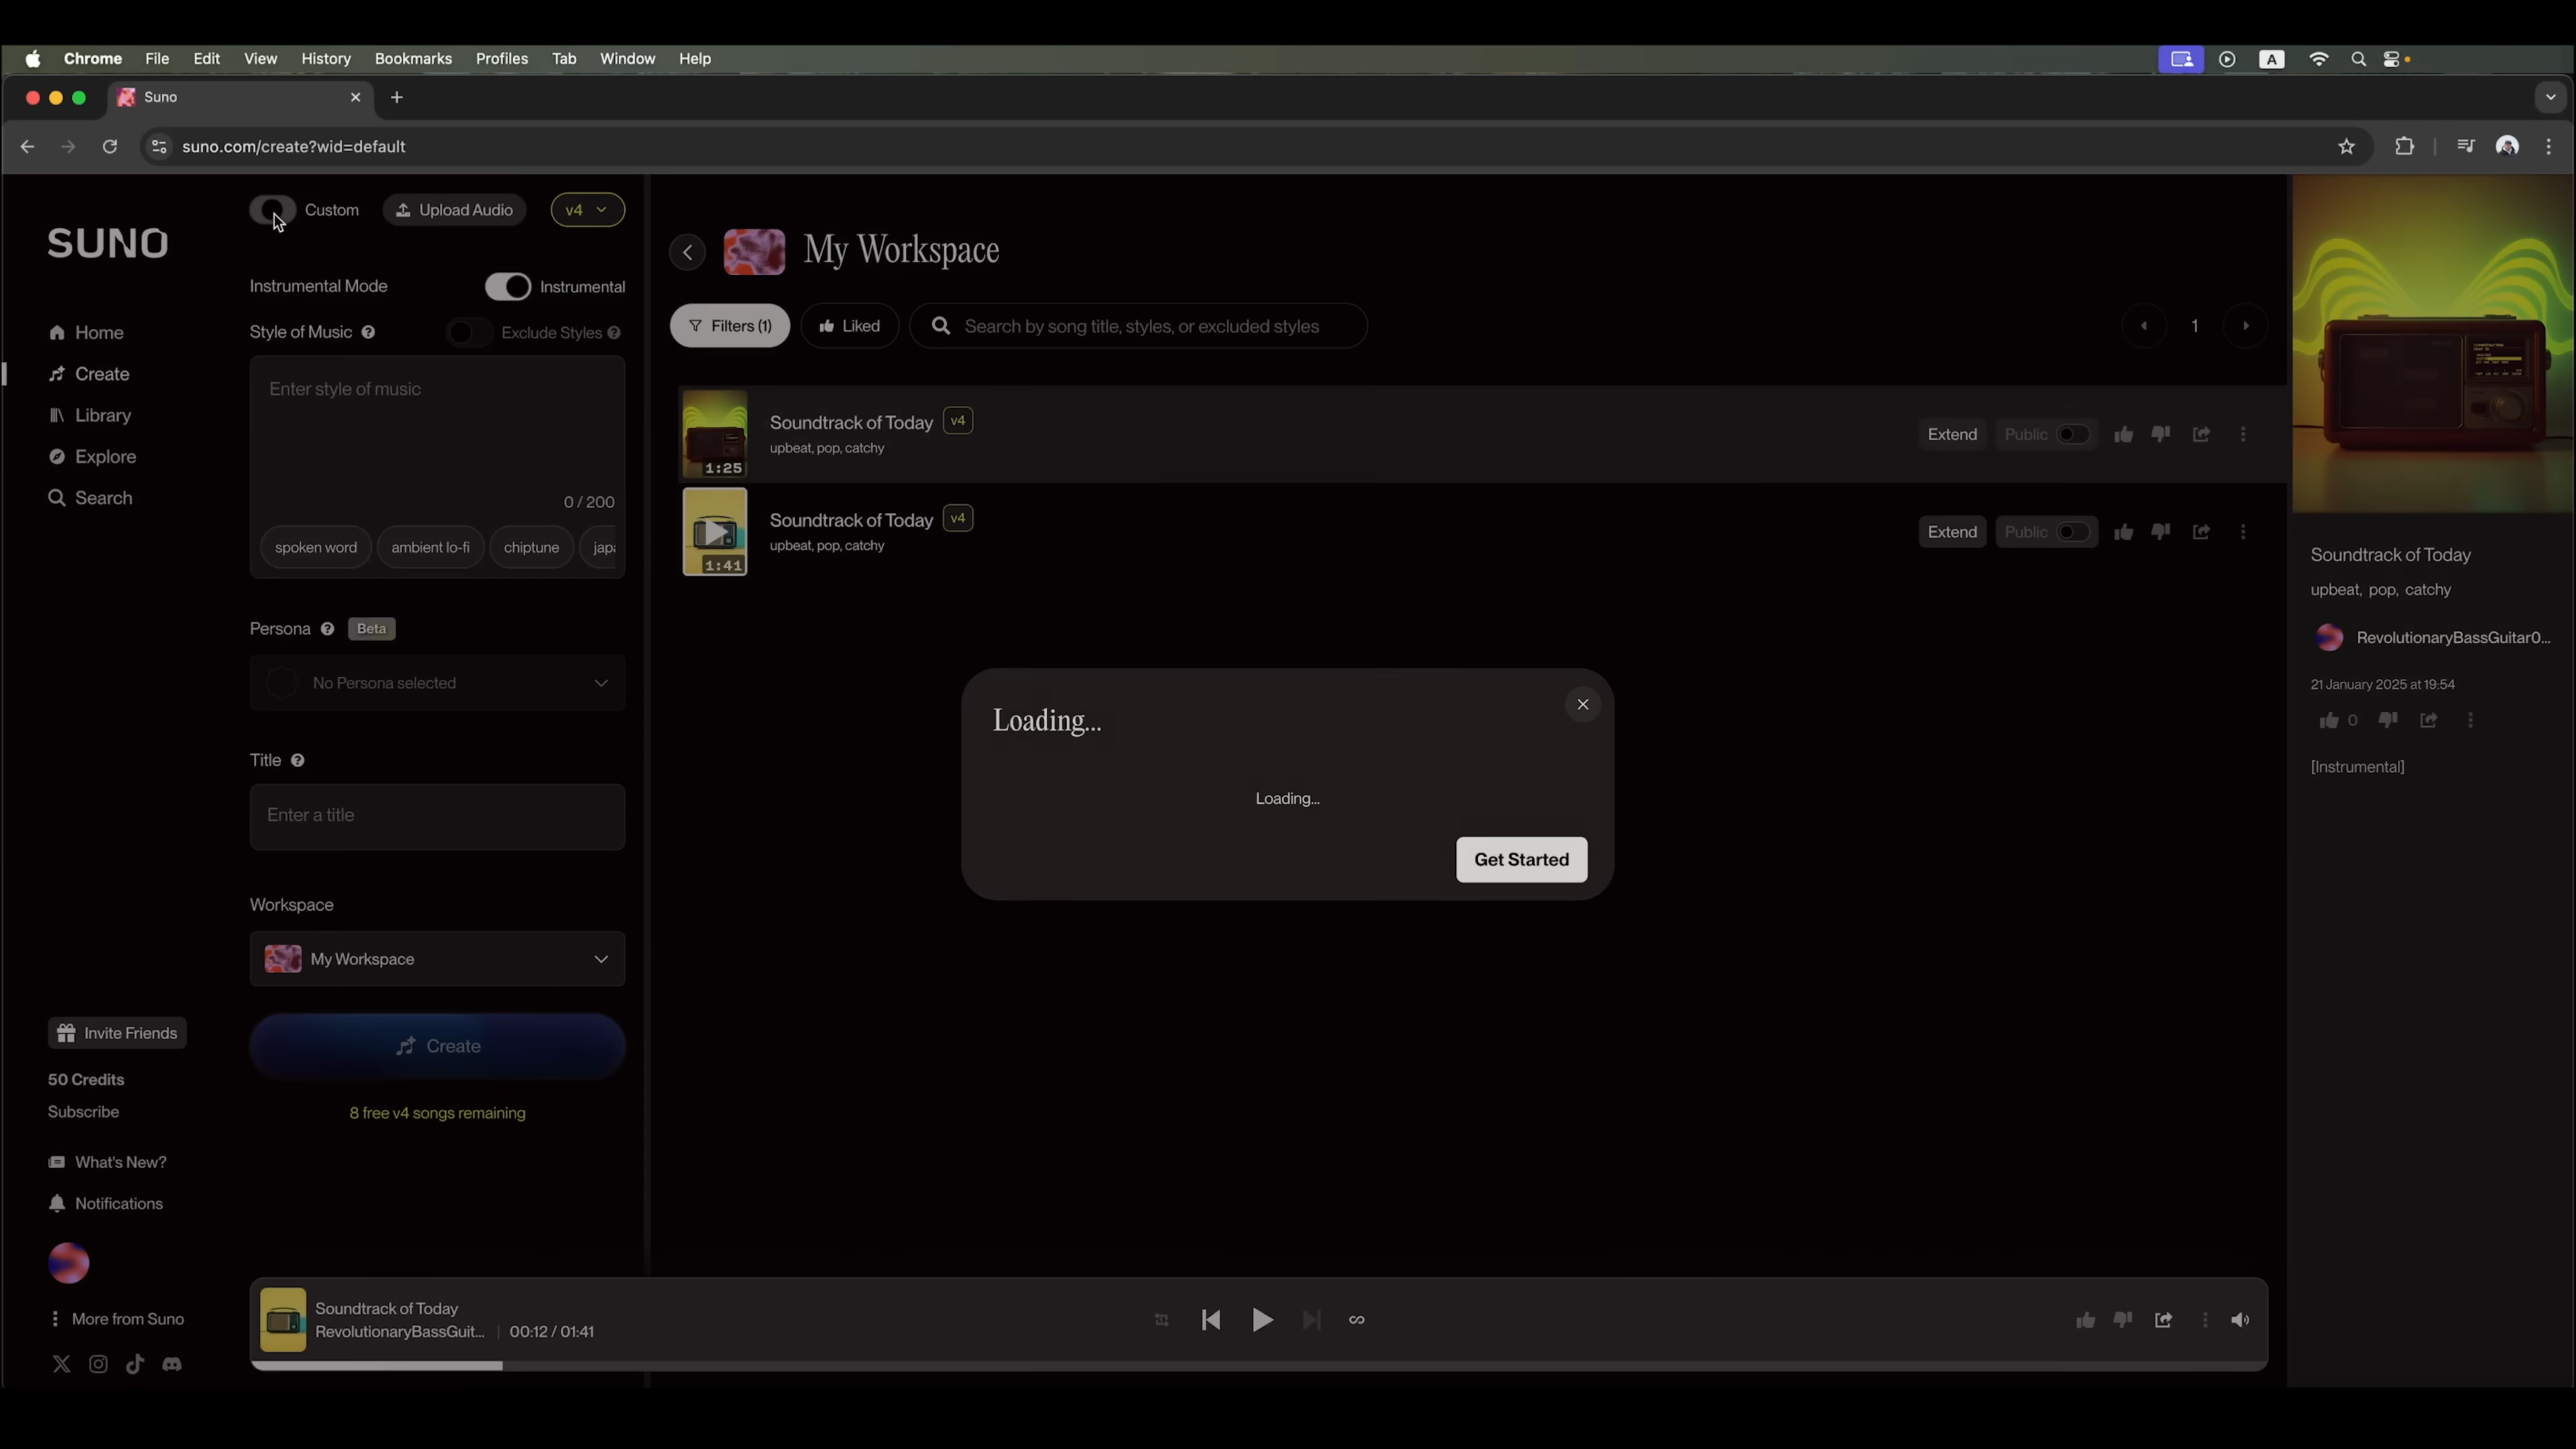 Chrome File Edit View History Bookmarks Profiles Tab Window Help
A
Suno
suno.com/create?wid=default
SUNO
Home
Create
Library
Explore
Search
Invite Friends
50 Credits
Subscribe
What's New?
Notifications
More from Suno
Custom
Upload Audio
v4
Instrumental Mode
Instrumental
Style of Music
Exclude Styles
Enter style of music
0 / 200
spoken word
ambient lo-fi
chiptune
Persona
Beta
No Persona selected
Title
Enter a title
Workspace
My Workspace
Create
8 free v4 songs remaining
My Workspace
Filters (1)
Liked
Search by song title, styles, or excluded styles
1
Soundtrack of Today v4
upbeat, pop, catchy
1:25
Extend
Public
Soundtrack of Today v4
upbeat, pop, catchy
1:41
Extend
Public
Loading...
Loading...
Get Started
Soundtrack of Today
upbeat, pop, catchy
RevolutionaryBassGuitar0...
21 January 2025 at 19:54
0
[Instrumental]
Soundtrack of Today
RevolutionaryBassGuit... | 00:12 / 01:41